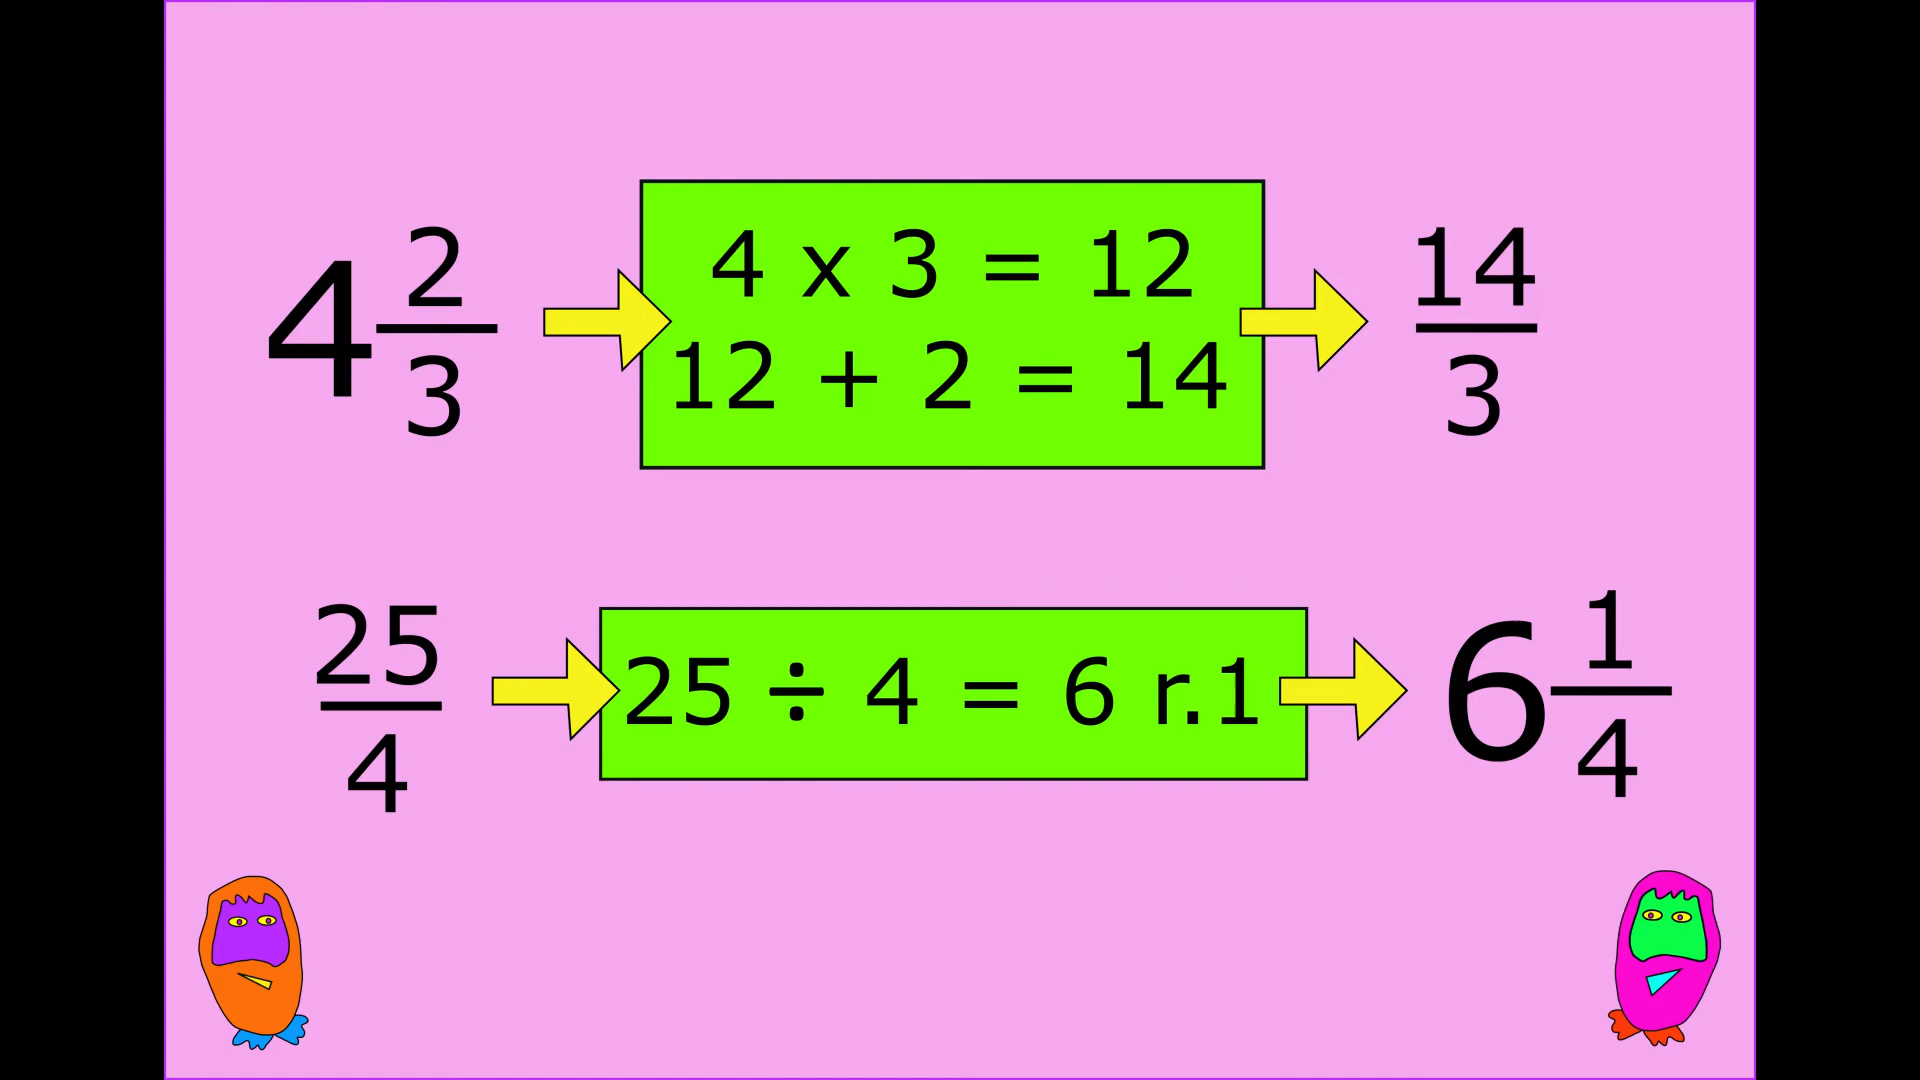 4 2/3
4 x 3 = 12
12 + 2 = 14
14/3
25/4
25 ÷ 4 = 6 r.1
6 1/4